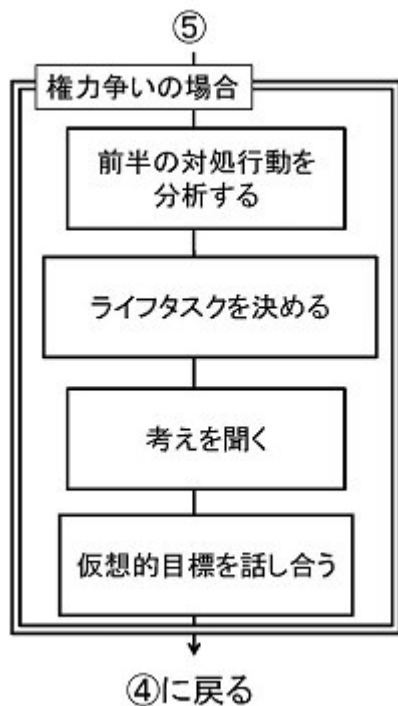 ⑤
権力争いの場合
前半の対処行動を
分析する
ライフタスクを決める
考えを聞く
仮想的目標を話し合う
④に戻る